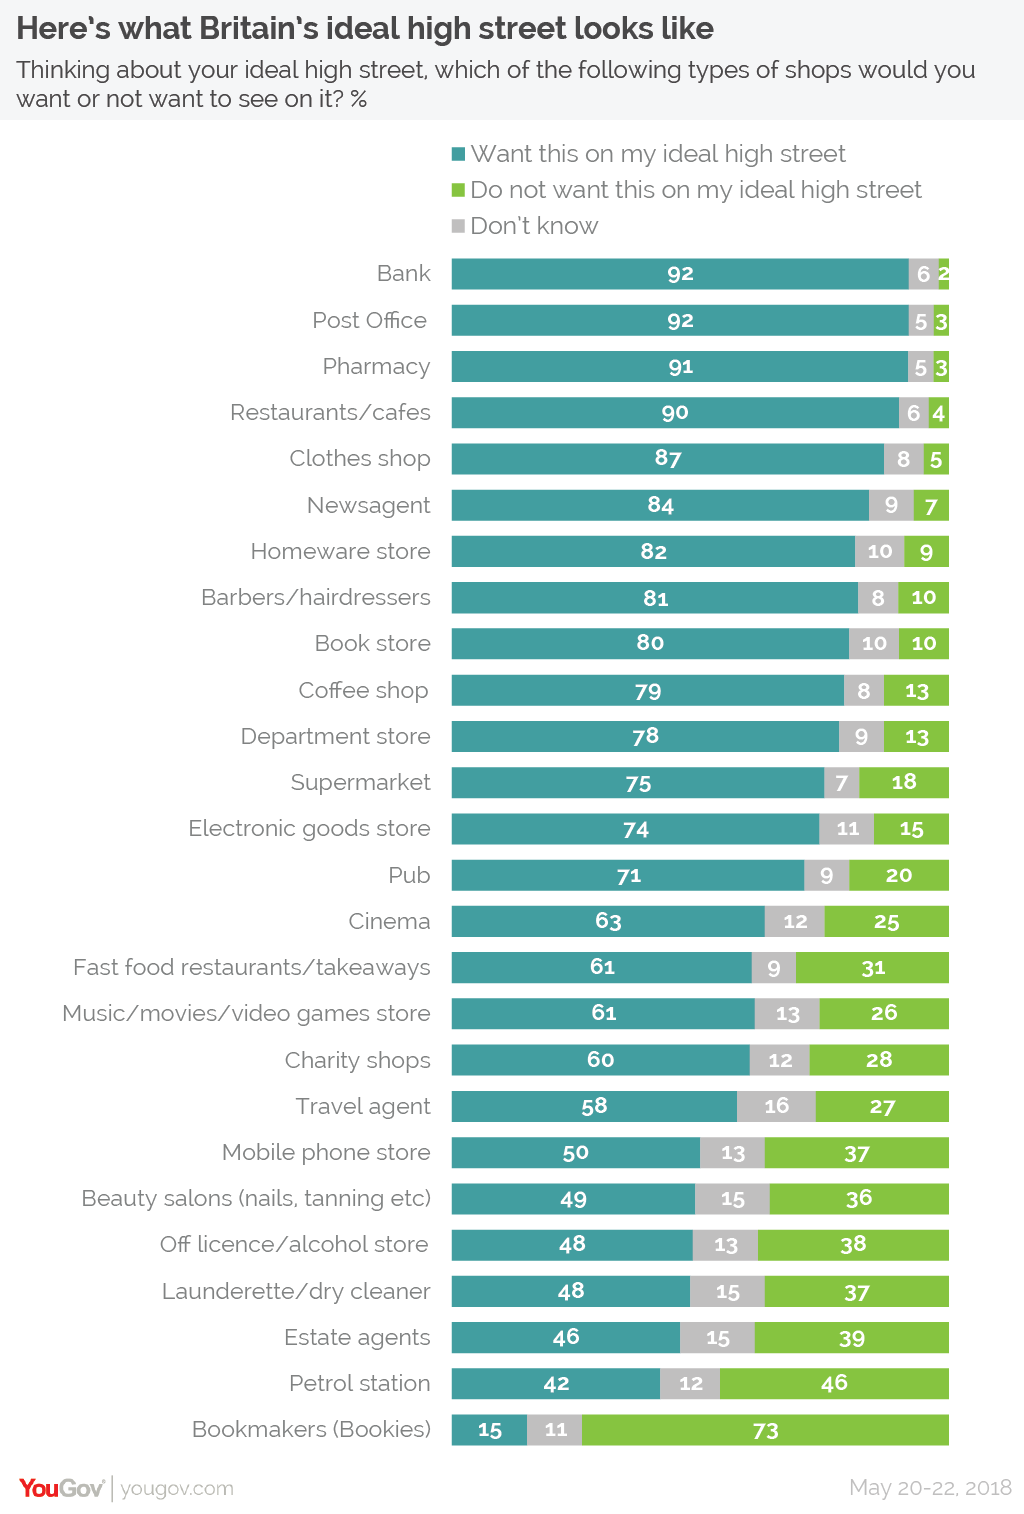 Here's what Britain's ideal high street looks like
Thinking about your ideal high street, which of the following types of shops would you
want or not want to see on it? %
Want this on my ideal high street
Do not want this on my ideal high street
Don't know
Bank 92 6 2
Post Office 92 5 3
Pharmacy 91 5 3
Restaurants/cafes 90 6 4
Clothes shop 87 8 5
Newsagent 84 9 7
Homeware store 82 10 9
Barbers/hairdressers 81 8 10
Book store 80 10 10
Coffee shop 79 8 13
Department store 78 9 13
Supermarket 75 7 18
Electronic goods store 74 11 15
Pub 71 9 20
Cinema 63 12 25
Fast food restaurants/takeaways 61 9 31
Music/movies/video games store 61 13 26
Charity shops 60 12 28
Travel agent 58 16 27
Mobile phone store 50 13 37
Beauty salons (nails, tanning etc) 49 15 36
Off licence/alcohol store 48 13 38
Launderette/dry cleaner 48 15 37
Estate agents 46 15 39
Petrol station 42 12 46
Bookmakers (Bookies) 15 11 73
YouGov yougov.com May 20-22, 2018